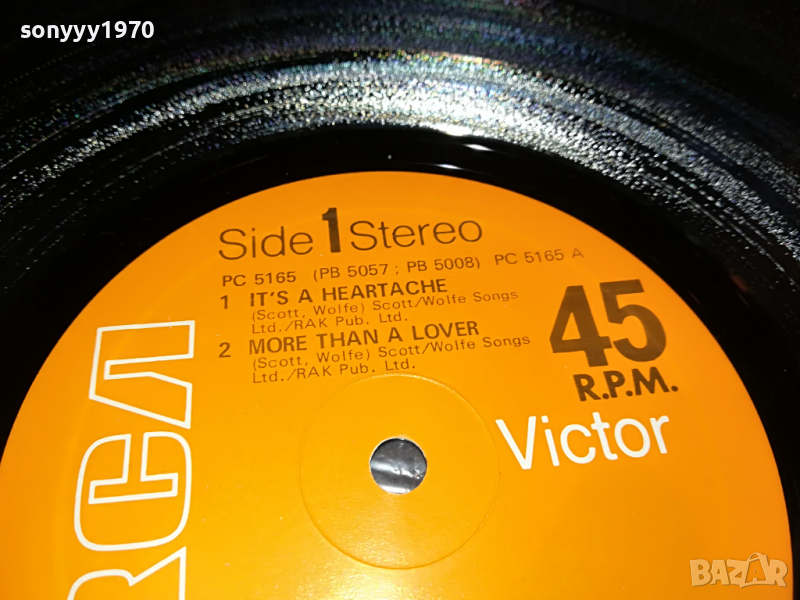 sonyyy1970
Side 1 Stereo
PC 5165 (PB 5057 ; PB 5008) PC 5165 A
1 IT'S A HEARTACHE
(Scott, Wolfe) Scott/Wolfe Songs
Ltd./RAK Pub. Ltd.
2 MORE THAN A LOVER
(Scott, Wolfe) Scott/Wolfe Songs
Ltd./RAK Pub. Ltd.
45
R.P.M.
RCA
Victor
BAZAR